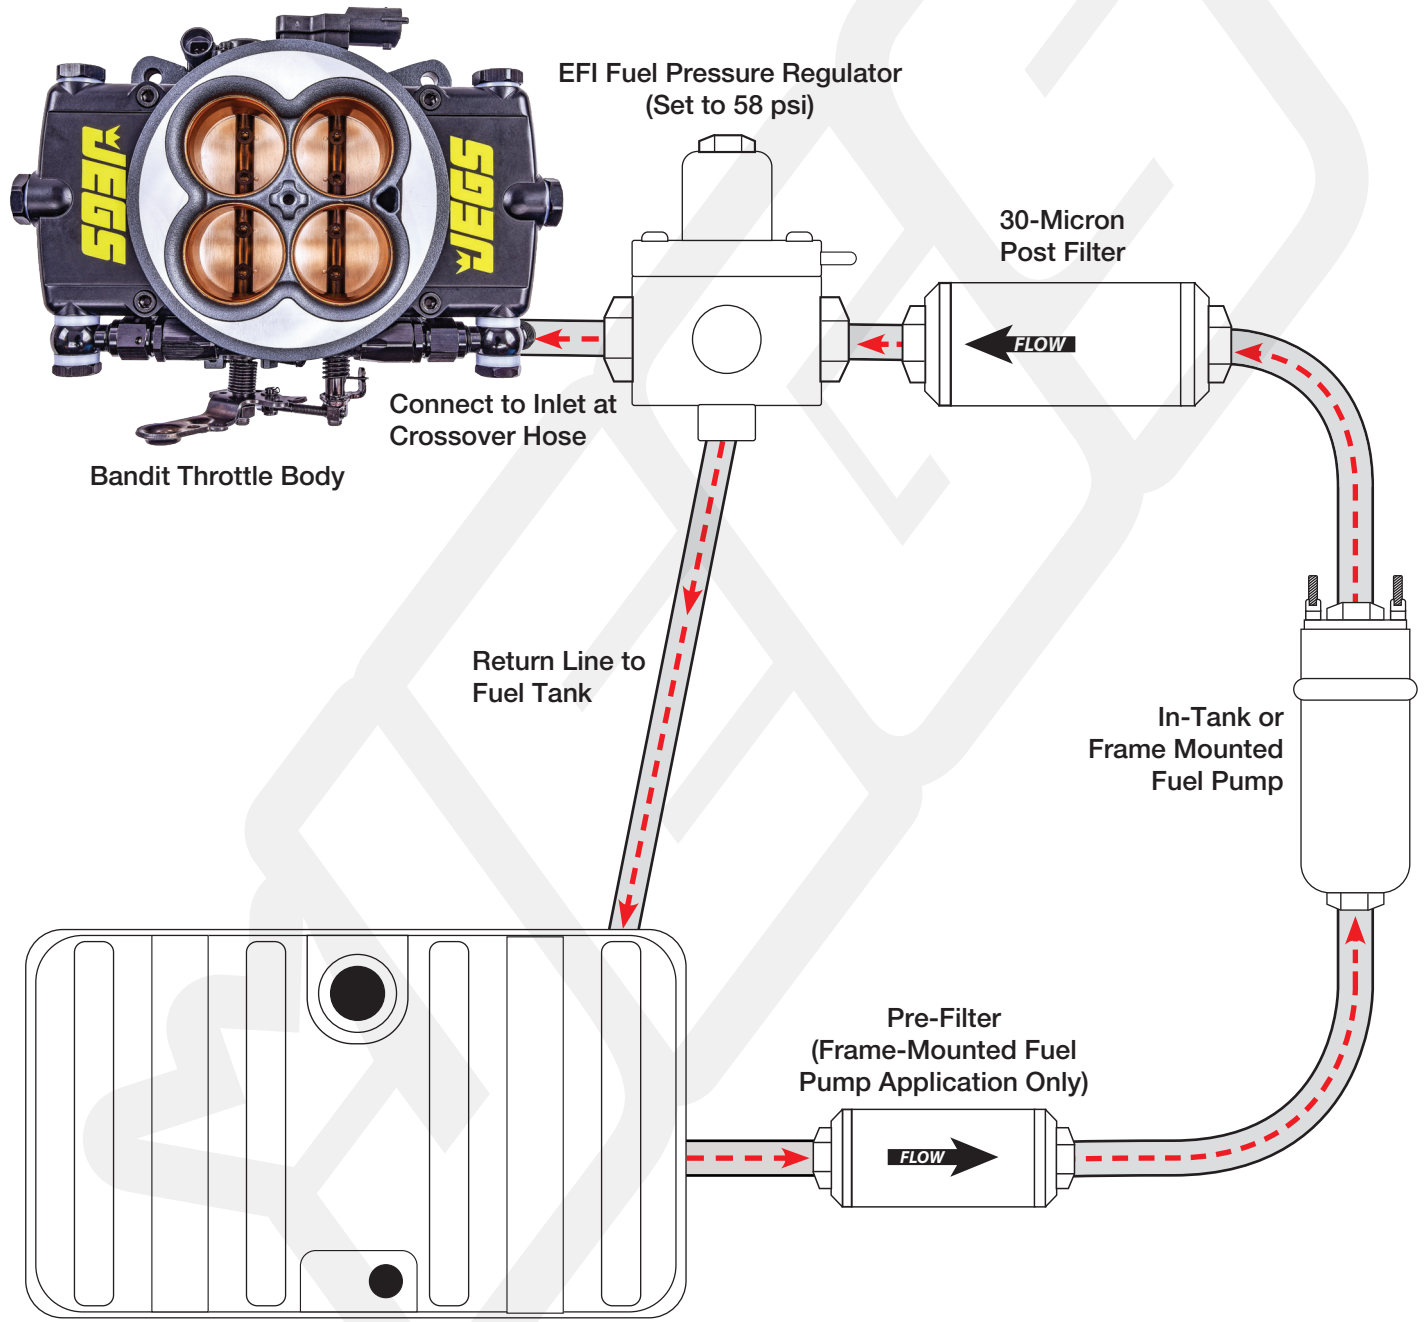 EFI Fuel Pressure Regulator
(Set to 58 psi)
JEGS
JEGS
30-Micron
Post Filter
FLOW
Connect to Inlet at
Crossover Hose
Bandit Throttle Body
Return Line to
Fuel Tank
In-Tank or
Frame Mounted
Fuel Pump
Pre-Filter
(Frame-Mounted Fuel
Pump Application Only)
FLOW